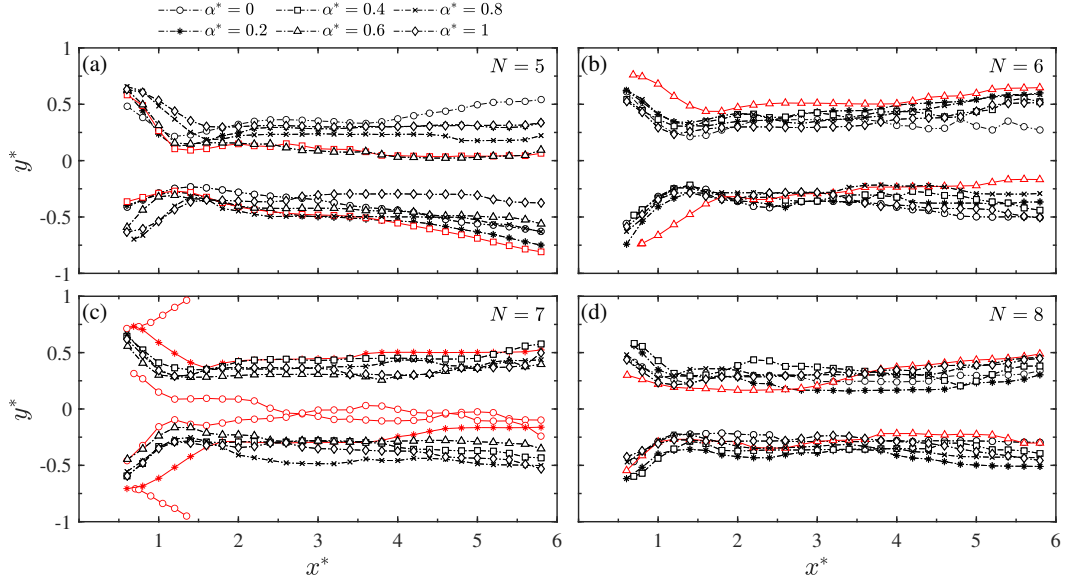 α* = 0 α* = 0.4 α* = 0.8
α* = 0.2 α* = 0.6 α* = 1
(a) N = 5
(b) N = 6
1
0.5
0
-0.5
-1
y*
(c) N = 7
(d) N = 8
1
0.5
0
-0.5
-1
y*
1 2 3 4 5 6
1 2 3 4 5 6
x*
x*